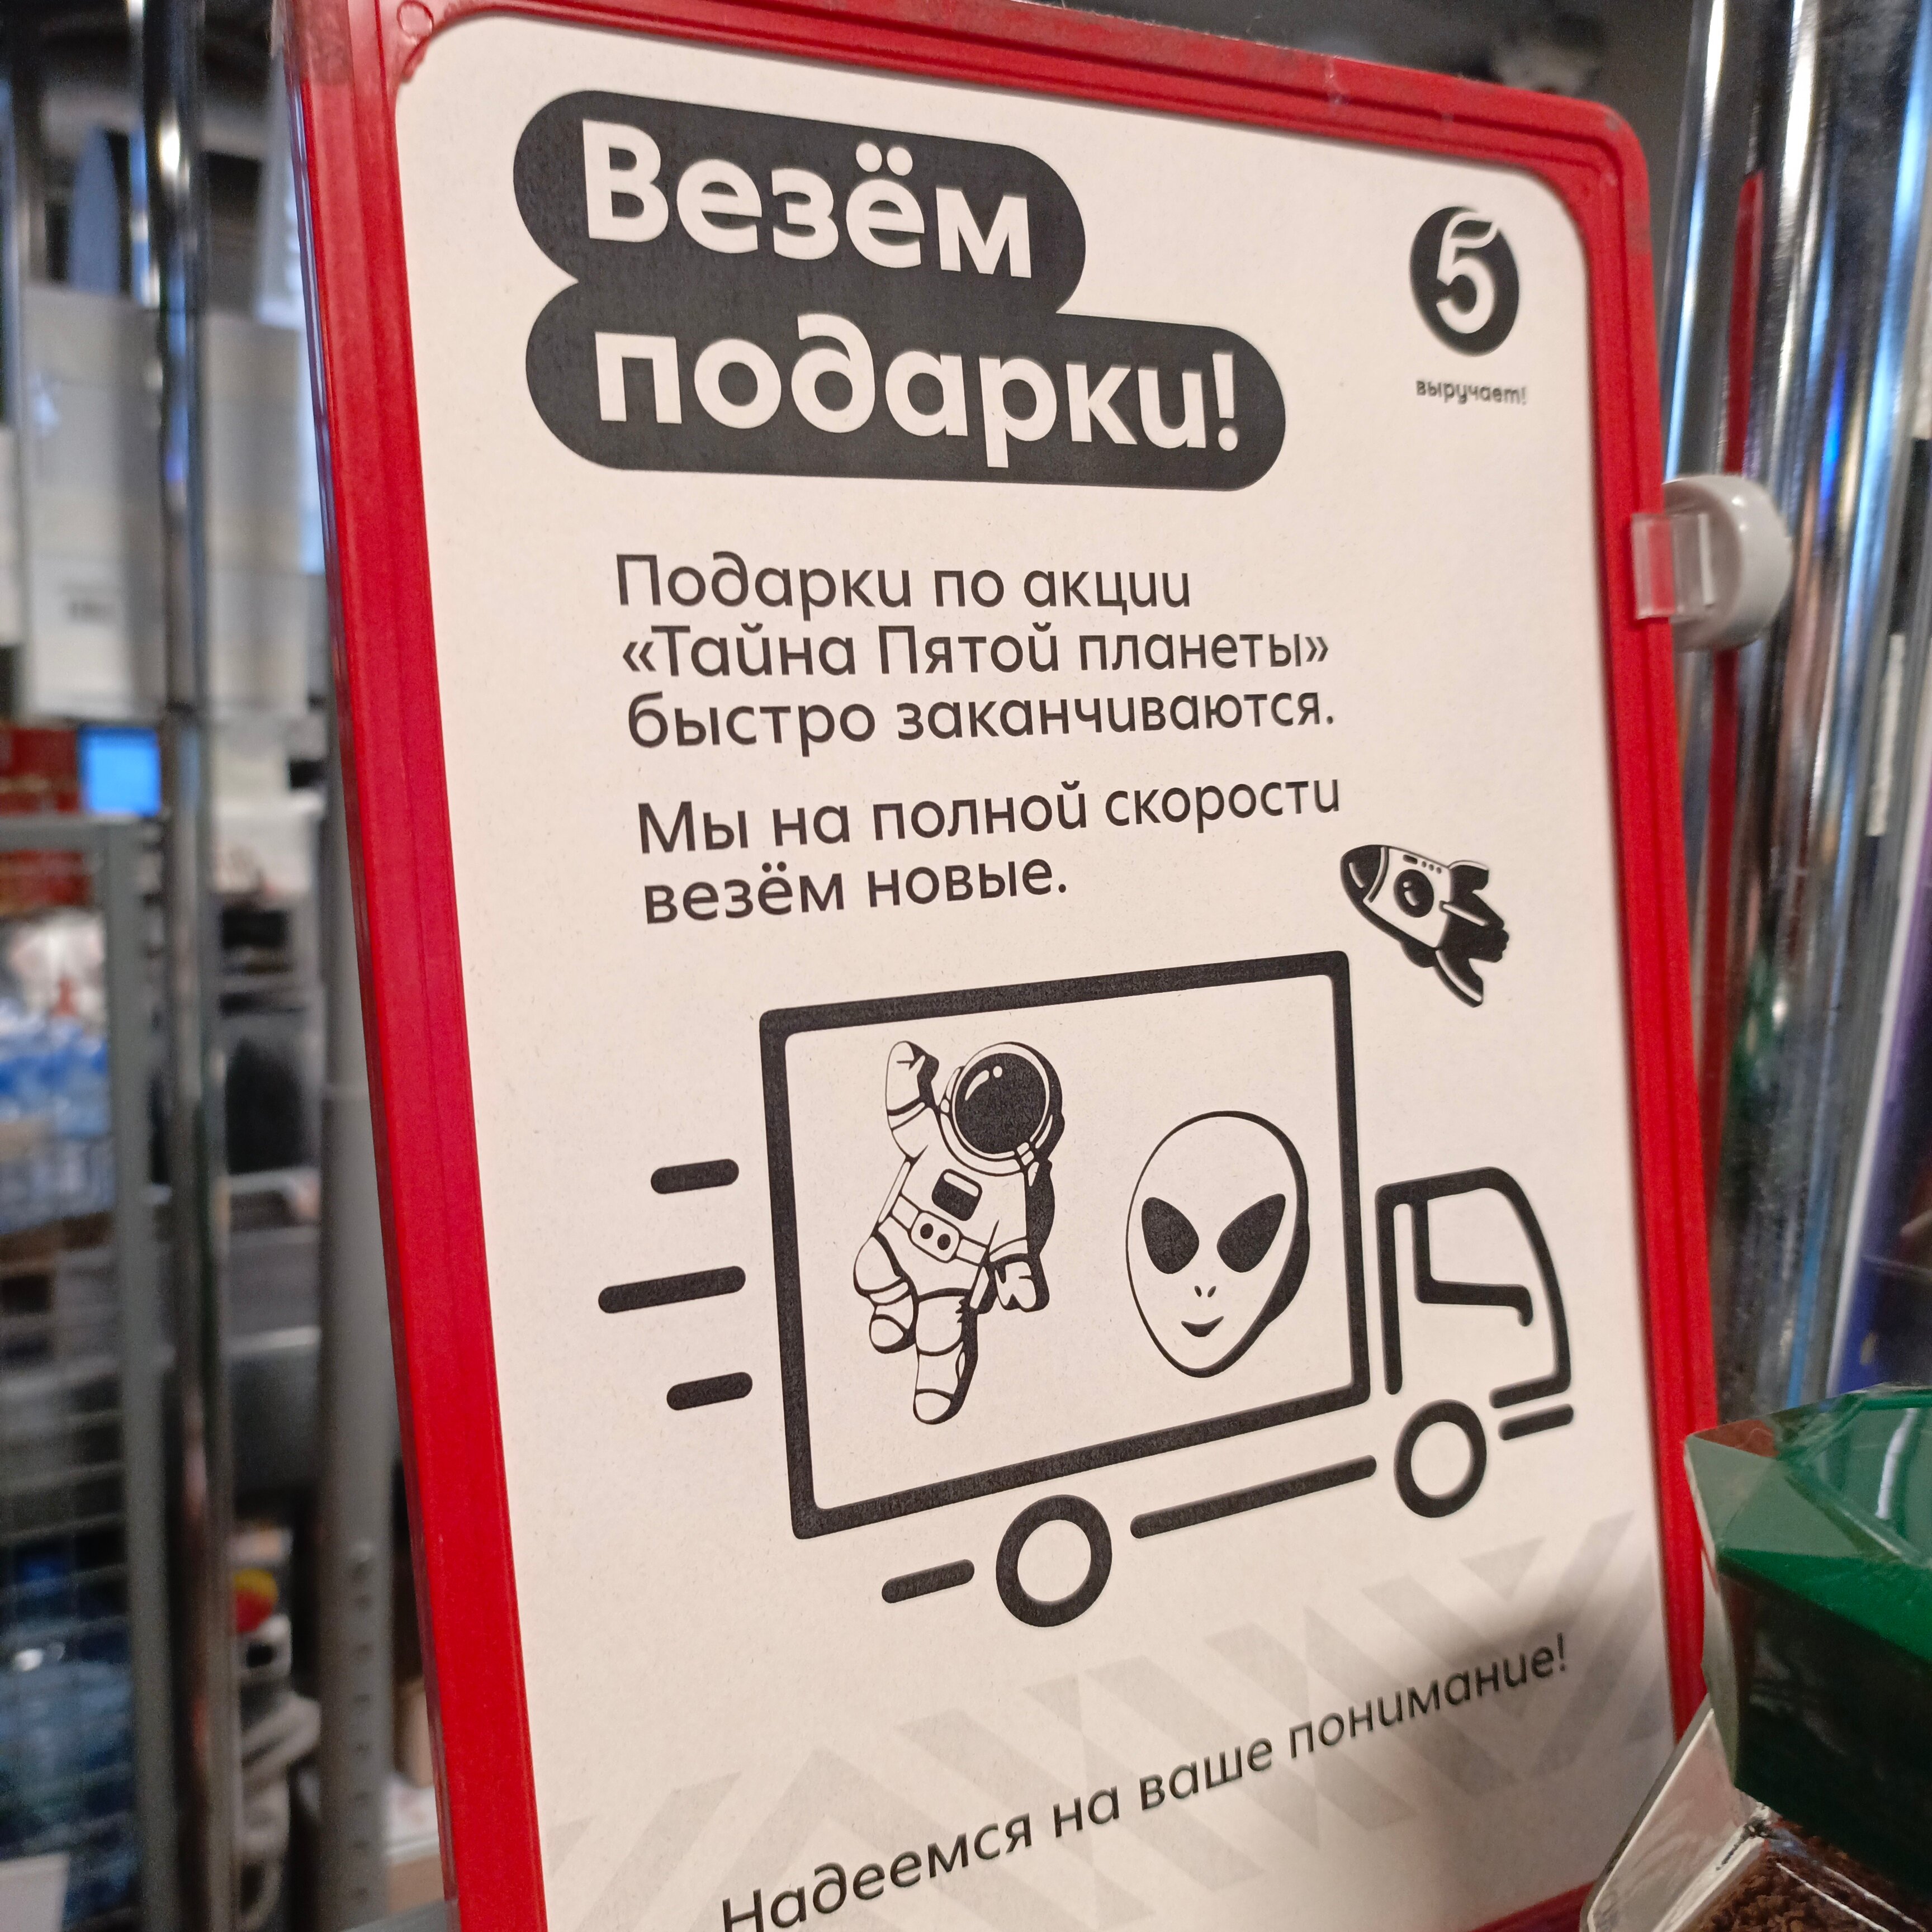 Везём
подарки!
5
выручает!
Подарки по акции
«Тайна Пятой планеты»
быстро заканчиваются.
Мы на полной скорости
везём новые.
Надеемся на ваше понимание!